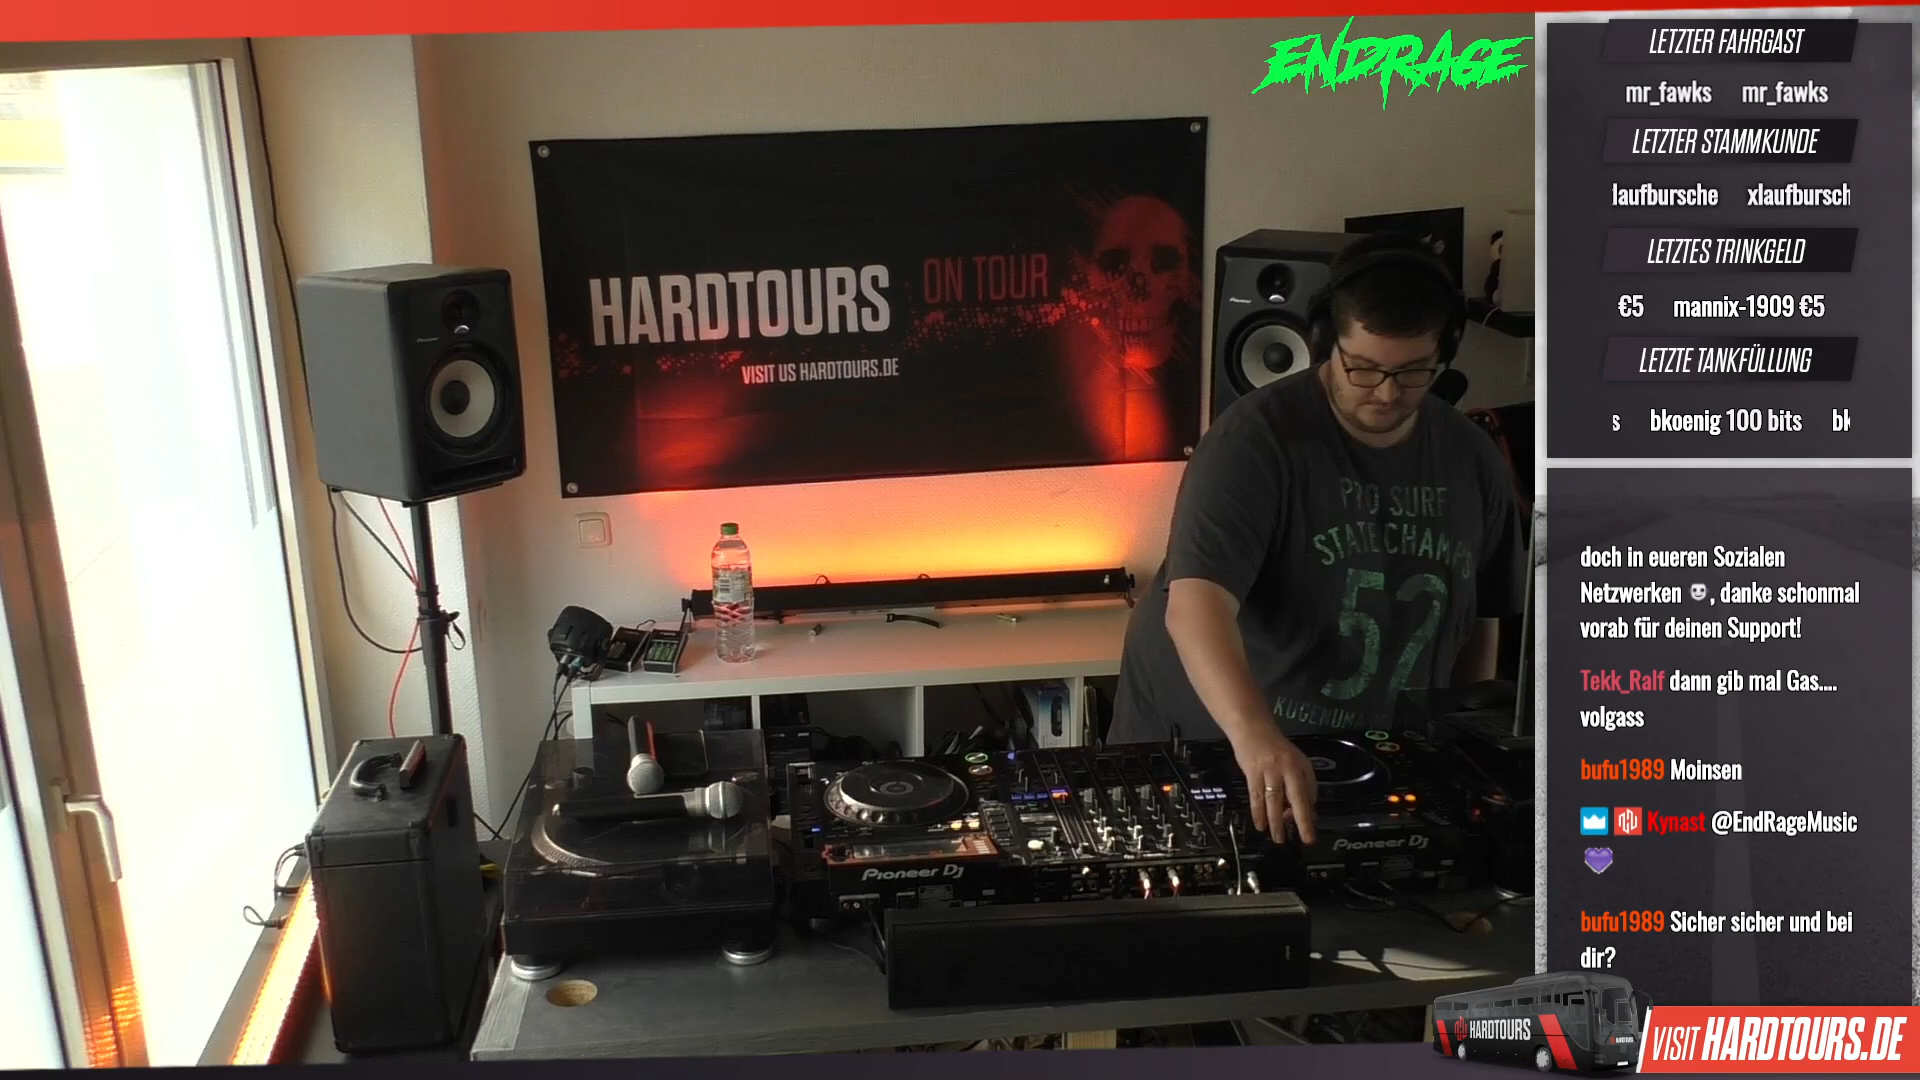 ENDRAGE
HARDTOURS ON TOUR
VISIT US HARDTOURS.DE
Pioneer
Pioneer
PRO SURF
STATE CHAMPS
52
Pioneer DJ
Pioneer DJ
LETZTER FAHRGAST
mr_fawks mr_fawks
LETZTER STAMMKUNDE
laufbursche xlaufbursch
LETZTES TRINKGELD
€5 mannix-1909 €5
LETZTE TANKFÜLLUNG
s bkoenig 100 bits bk
doch in eueren Sozialen
Netzwerken , danke schonmal
vorab für deinen Support!
Tekk_Ralf dann gib mal Gas....
volgass
bufu1989 Moinsen
Kynast @EndRageMusic
bufu1989 Sicher sicher und bei
dir?
HARDTOURS
VISIT HARDTOURS.DE